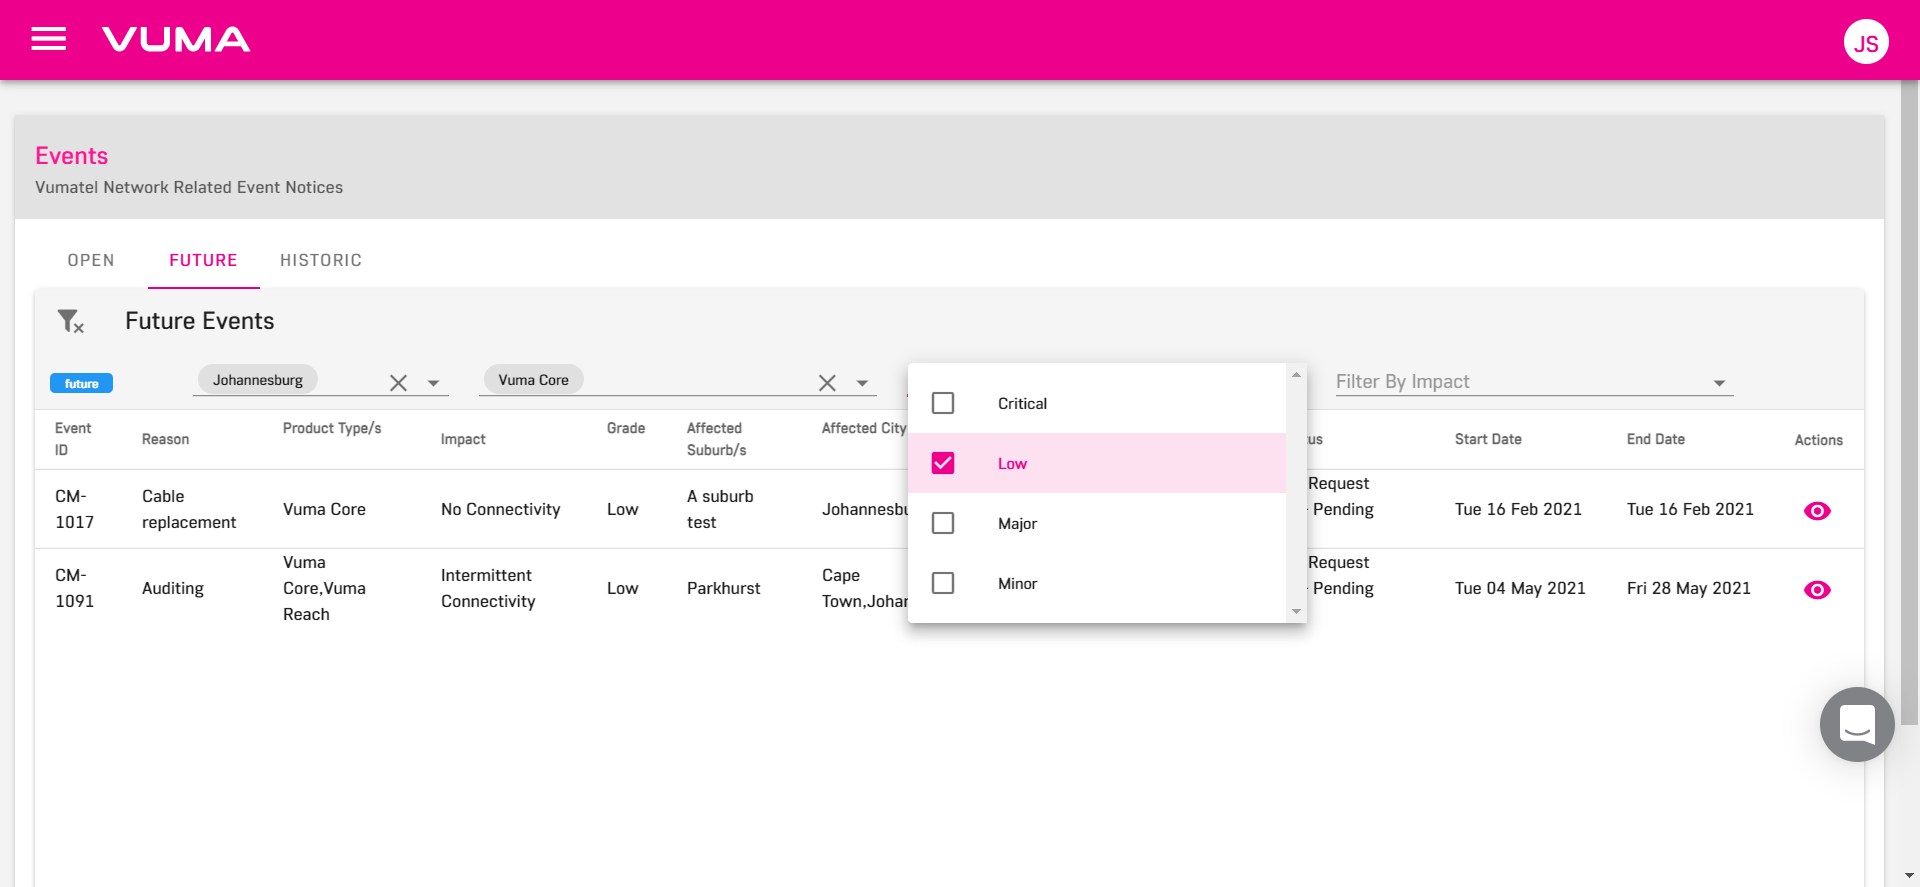 VUMA
JS
Events
Vumatel Network Related Event Notices
OPEN FUTURE HISTORIC
Future Events
future Johannesburg Vuma Core Filter By Impact
Critical
Low
Major
Minor
Event ID Reason Product Type/s Impact Grade Affected Suburb/s Affected City us Start Date End Date Actions
CM-1017 Cable replacement Vuma Core No Connectivity Low A suburb test Johannesbu Request - Pending Tue 16 Feb 2021 Tue 16 Feb 2021
CM-1091 Auditing Vuma Core,Vuma Reach Intermittent Connectivity Low Parkhurst Cape Town,Johar Request - Pending Tue 04 May 2021 Fri 28 May 2021